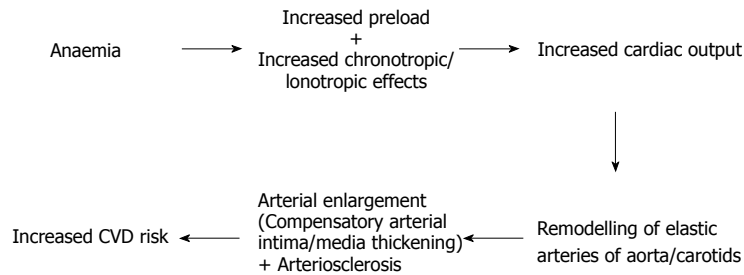 Anaemia
Increased preload
+
Increased chronotropic/
lonotropic effects
Increased cardiac output
Remodelling of elastic
arteries of aorta/carotids
Arterial enlargement
(Compensatory arterial
intima/media thickening)
+ Arteriosclerosis
Increased CVD risk